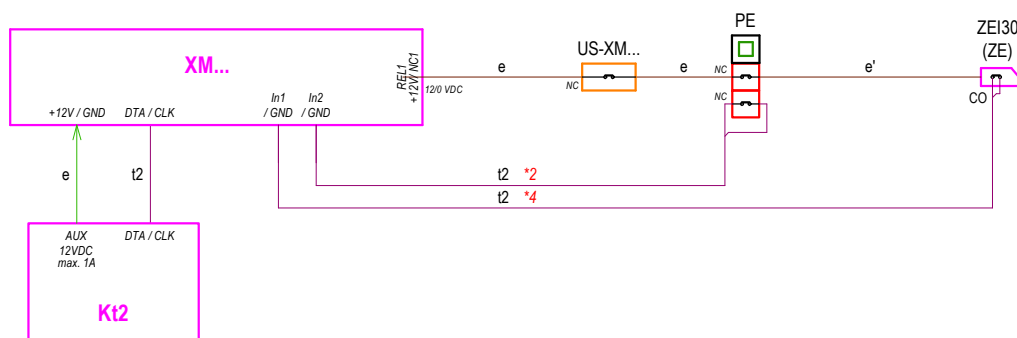 PE
ZEI30
(ZE)
US-XM...
XM...
REL1
+12V/ NC1
12/0 VDC
e
NC
e
NC
e'
NC
CO
+12V / GND
DTA / CLK
In1
/ GND
In2
/ GND
e
t2
t2 *2
t2 *4
AUX
12VDC
max. 1A
DTA / CLK
Kt2